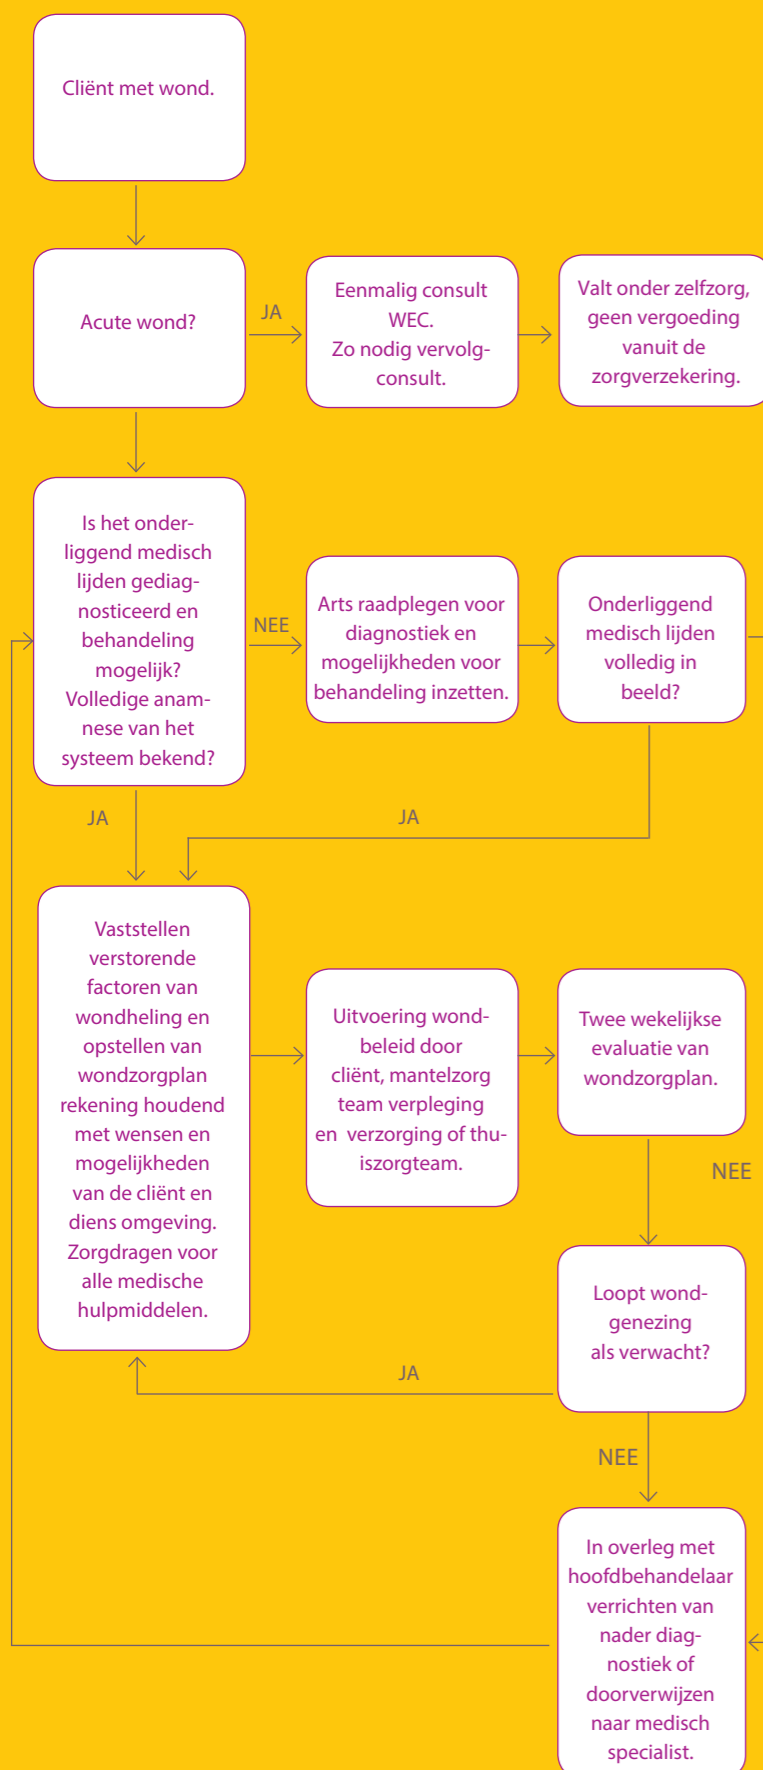 Cliënt met wond.
Acute wond?
JA
Eenmalig consult
WEC.
Zo nodig vervolg-
consult.
Valt onder zelfzorg,
geen vergoeding
vanuit de
zorgverzekering.
Is het onder-
liggend medisch
lijden gediag-
nosticeerd en
behandeling
mogelijk?
Volledige anam-
nese van het
systeem bekend?
NEE
Arts raadplegen voor
diagnostiek en
mogelijkheden voor
behandeling inzetten.
Onderliggend
medisch lijden
volledig in
beeld?
JA
JA
Vaststellen
verstorende
factoren van
wondheling en
opstellen van
wondzorgplan
rekening houdend
met wensen en
mogelijkheden
van de cliënt en
diens omgeving.
Zorgdragen voor
alle medische
hulpmiddelen.
Uitvoering wond-
beleid door
cliënt, mantelzorg
team verpleging
en verzorging of thu-
iszorgteam.
Twee wekelijkse
evaluatie van
wondzorgplan.
NEE
Loopt wond-
genezing
als verwacht?
JA
NEE
In overleg met
hoofdbehandelaar
verrichten van
nader diag-
nostiek of
doorverwijzen
naar medisch
specialist.